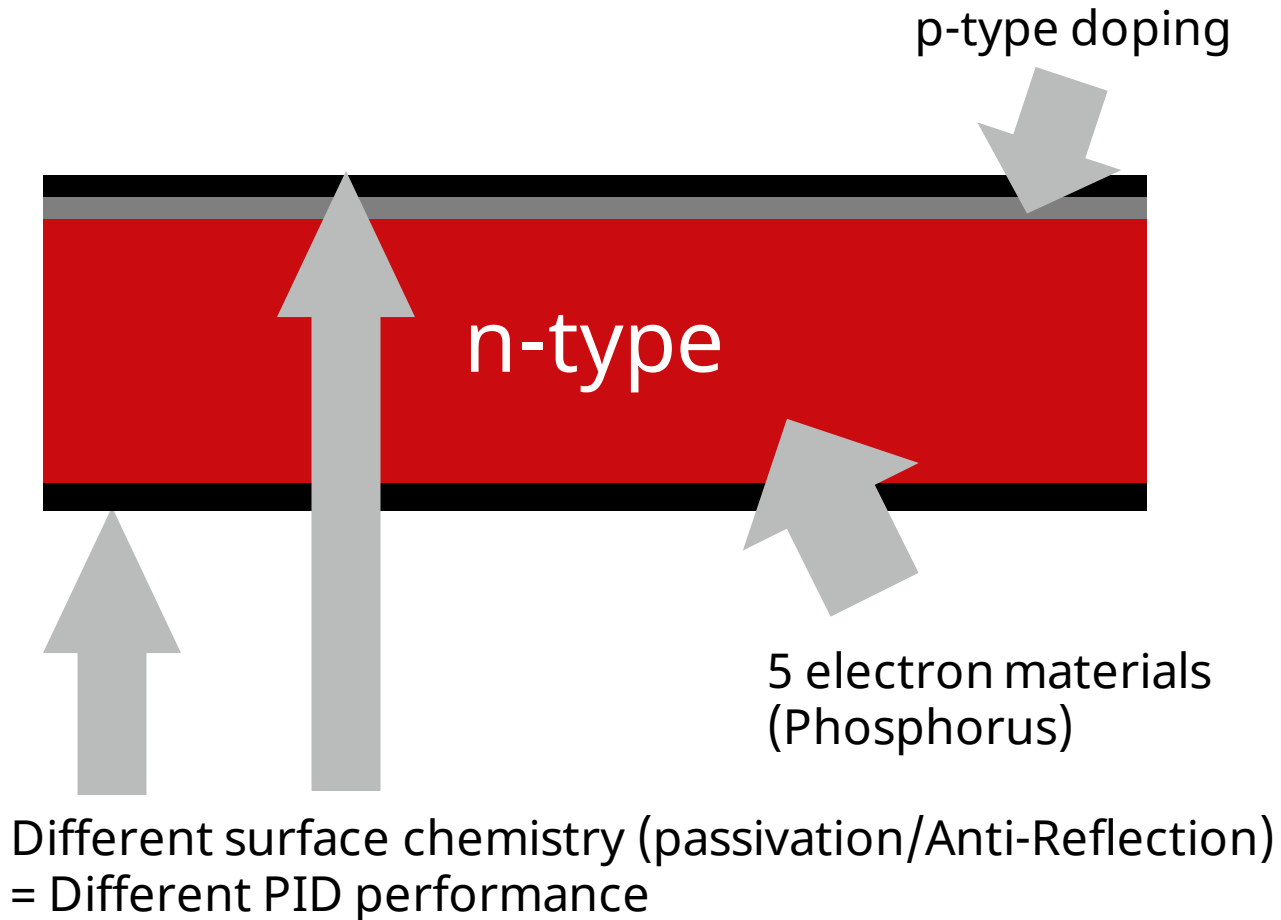 p-type doping
n-type
5 electron materials
(Phosphorus)
Different surface chemistry (passivation/Anti-Reflection)
= Different PID performance